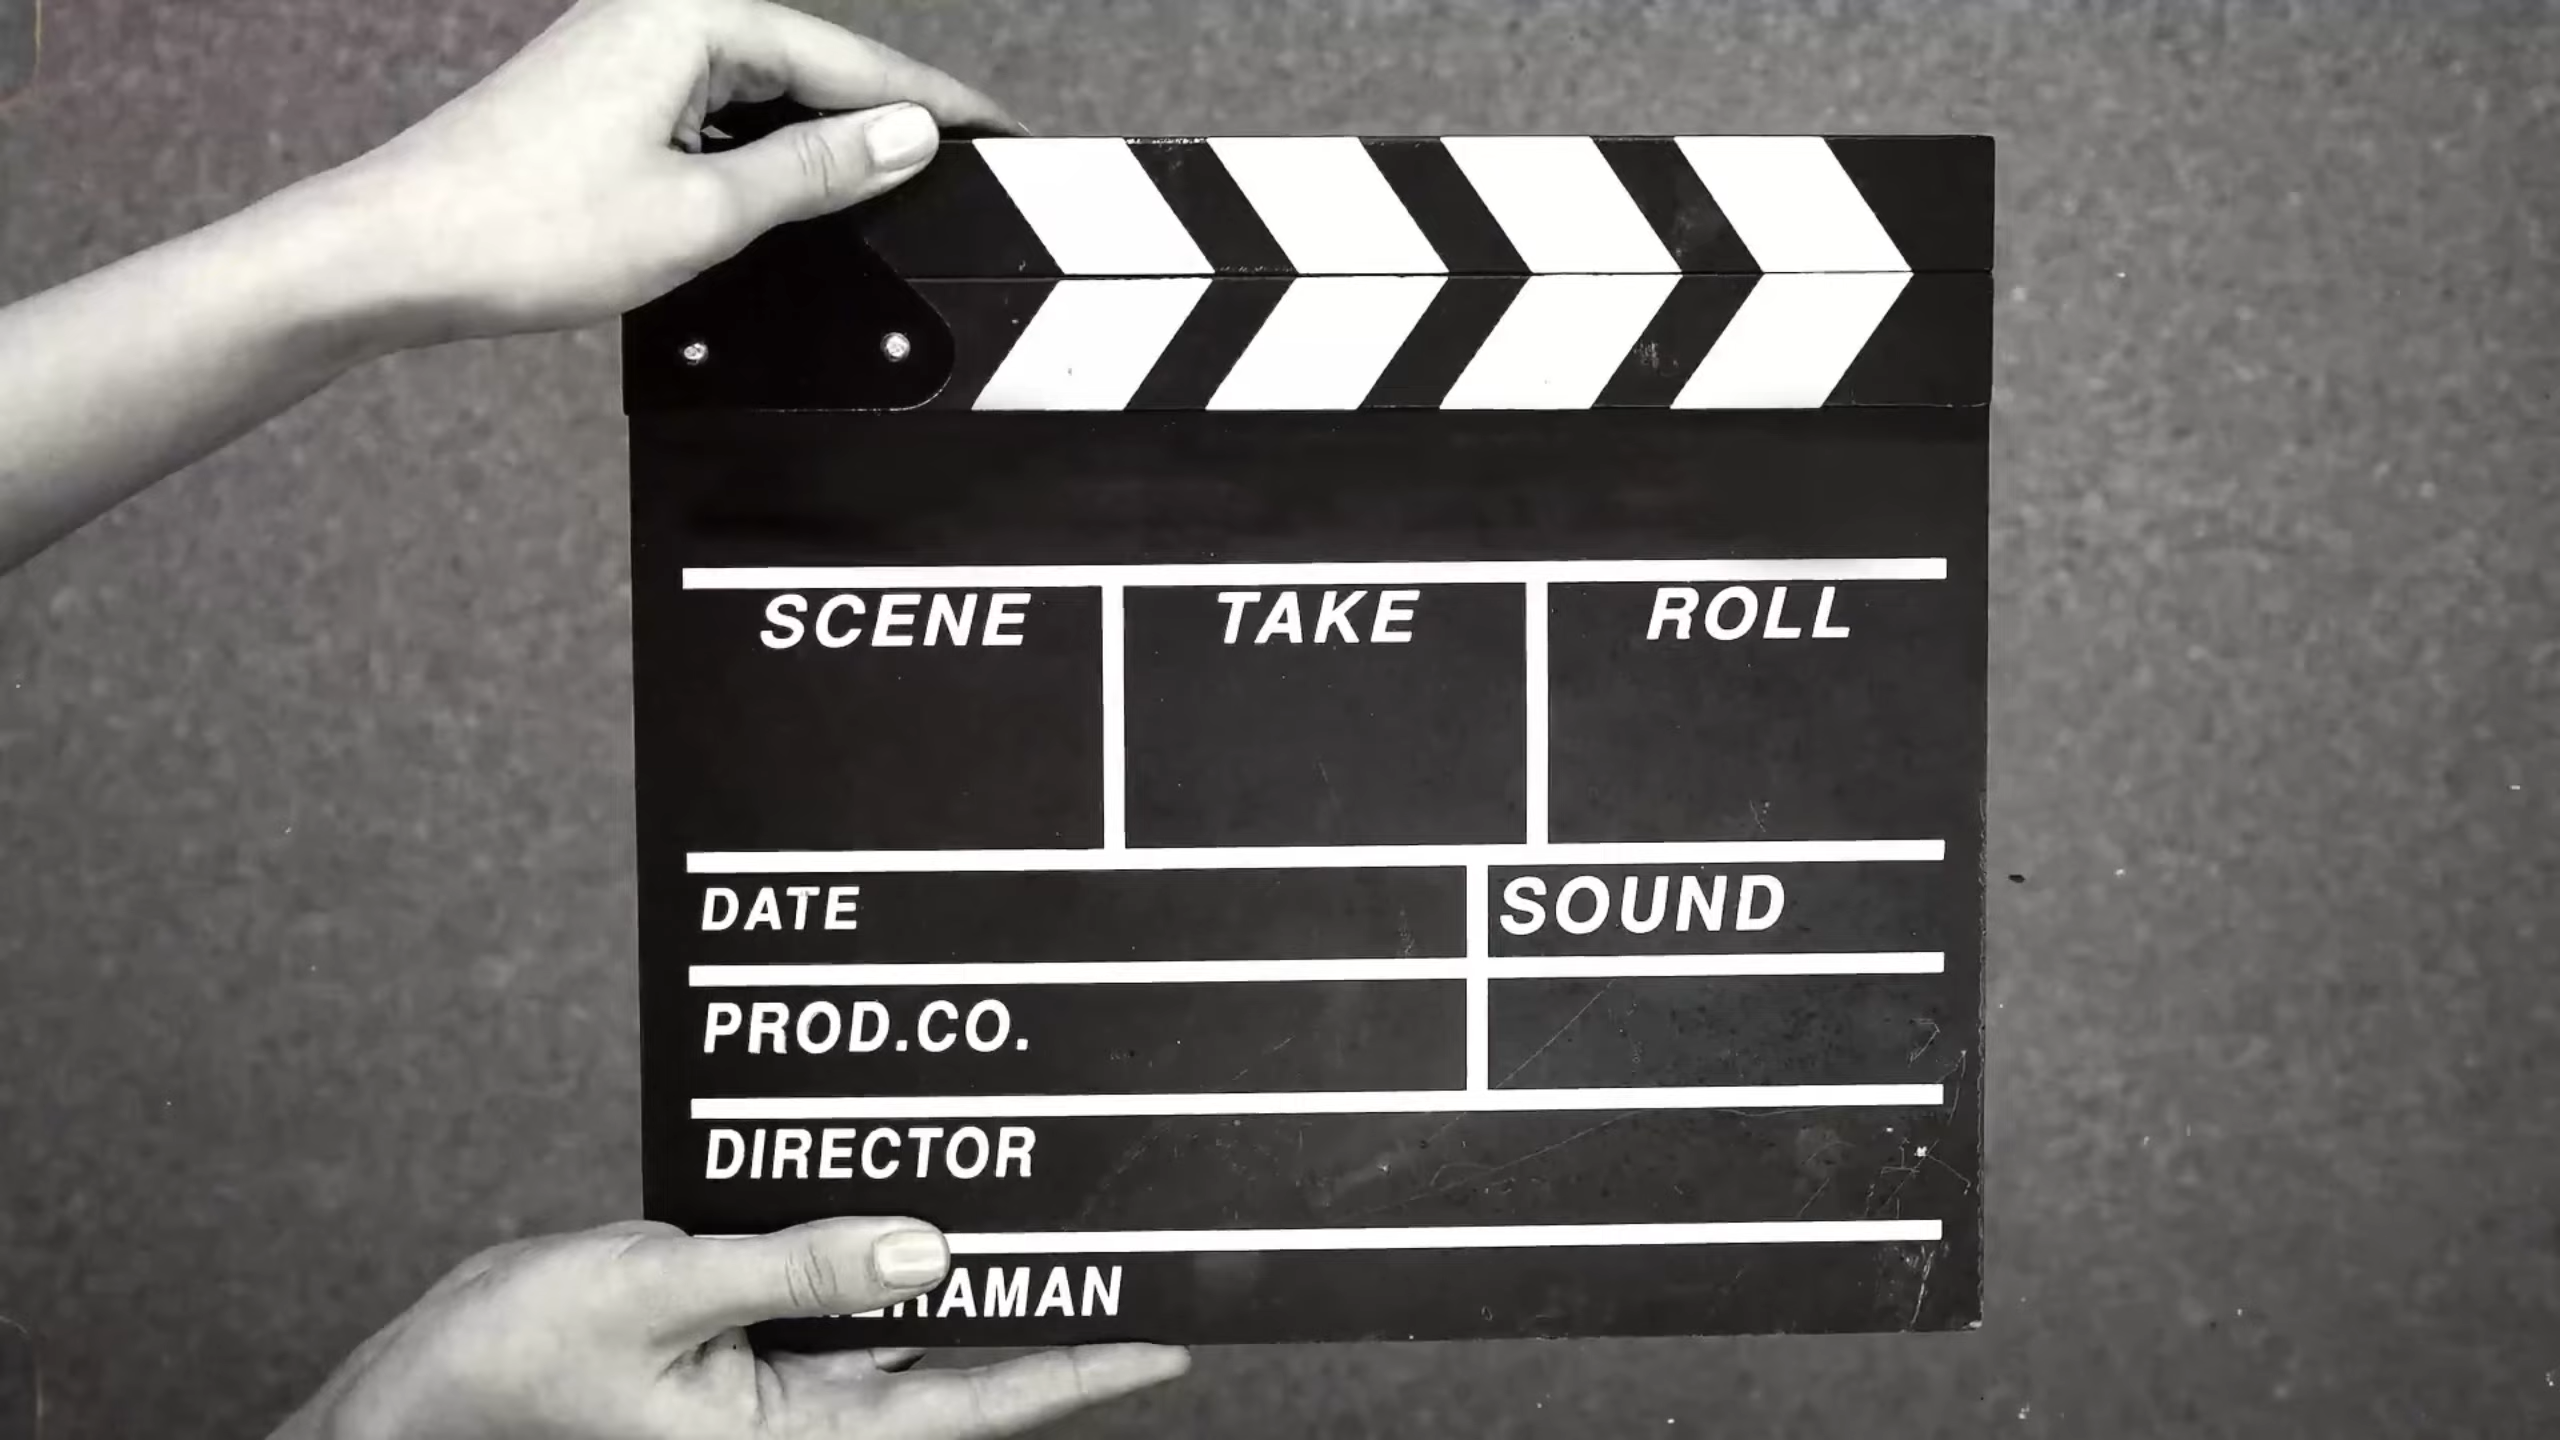 SCENE TAKE ROLL
DATE SOUND
PROD.CO.
DIRECTOR